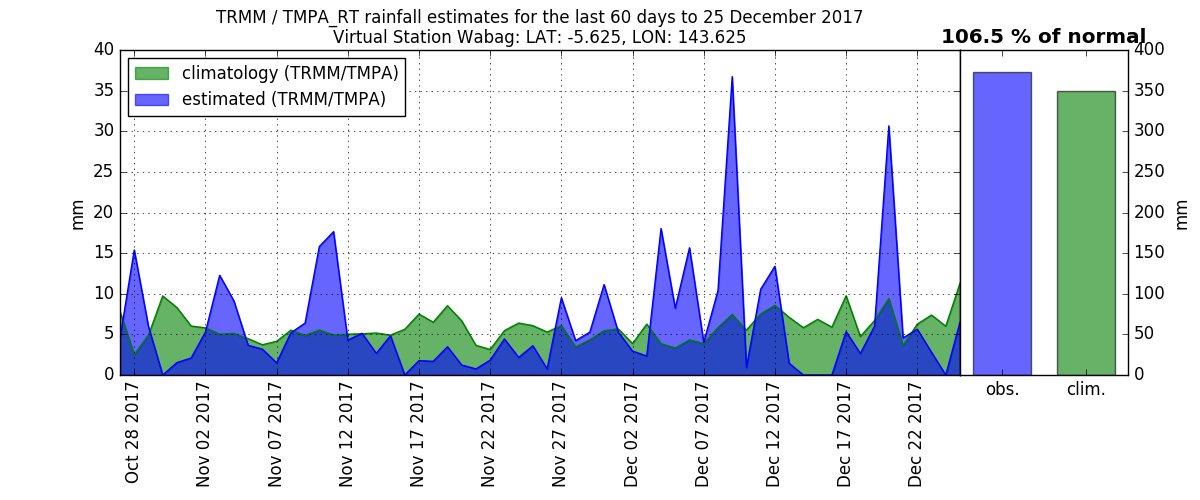 TRMM / TMPA_RT rainfall estimates for the last 60 days to 25 December 2017
Virtual Station Wabag: LAT: -5.625, LON: 143.625
106.5 % of normal
climatology (TRMM/TMPA)
estimated (TRMM/TMPA)
40
35
30
25
20
15
10
5
0
mm
Oct 28 2017
Nov 02 2017
Nov 07 2017
Nov 12 2017
Nov 17 2017
Nov 22 2017
Nov 27 2017
Dec 02 2017
Dec 07 2017
Dec 12 2017
Dec 17 2017
Dec 22 2017
obs.
clim.
400
350
300
250
200
150
100
50
0
mm